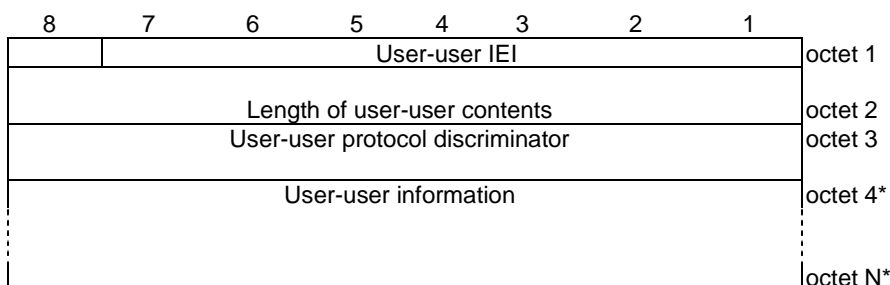 8 7 6 5 4 3 2 1
User-user IEI octet 1
Length of user-user contents octet 2
User-user protocol discriminator octet 3
User-user information octet 4*
octet N*